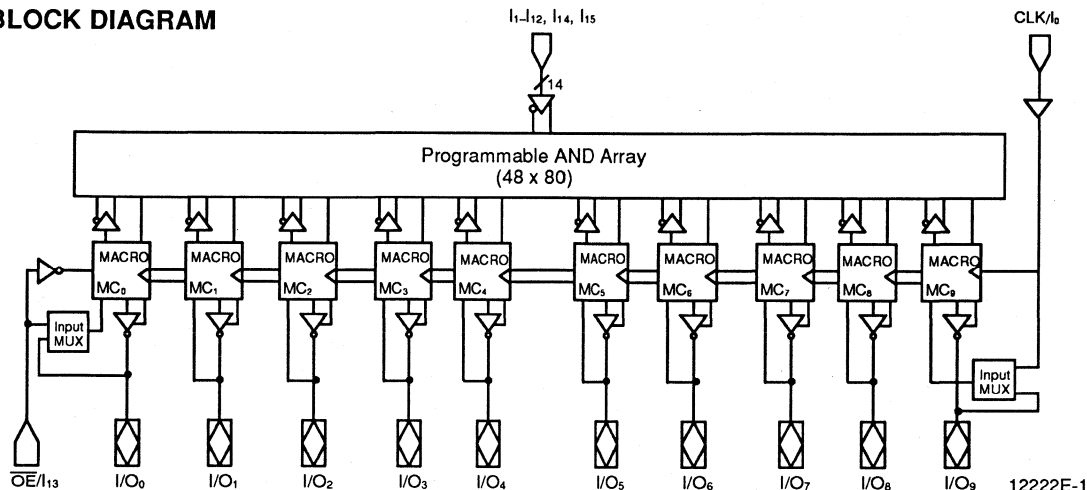 BLOCK DIAGRAM
I₁–I₁₂, I₁₄, I₁₅
CLK/I₀
14
Programmable AND Array
(48 x 80)
MACRO MACRO MACRO MACRO MACRO MACRO MACRO MACRO MACRO MACRO
MC₀ MC₁ MC₂ MC₃ MC₄ MC₅ MC₆ MC₇ MC₈ MC₉
Input
MUX
Input
MUX
O̅E̅/I₁₃ I/O₀ I/O₁ I/O₂ I/O₃ I/O₄ I/O₅ I/O₆ I/O₇ I/O₈ I/O₉ 12222E-1